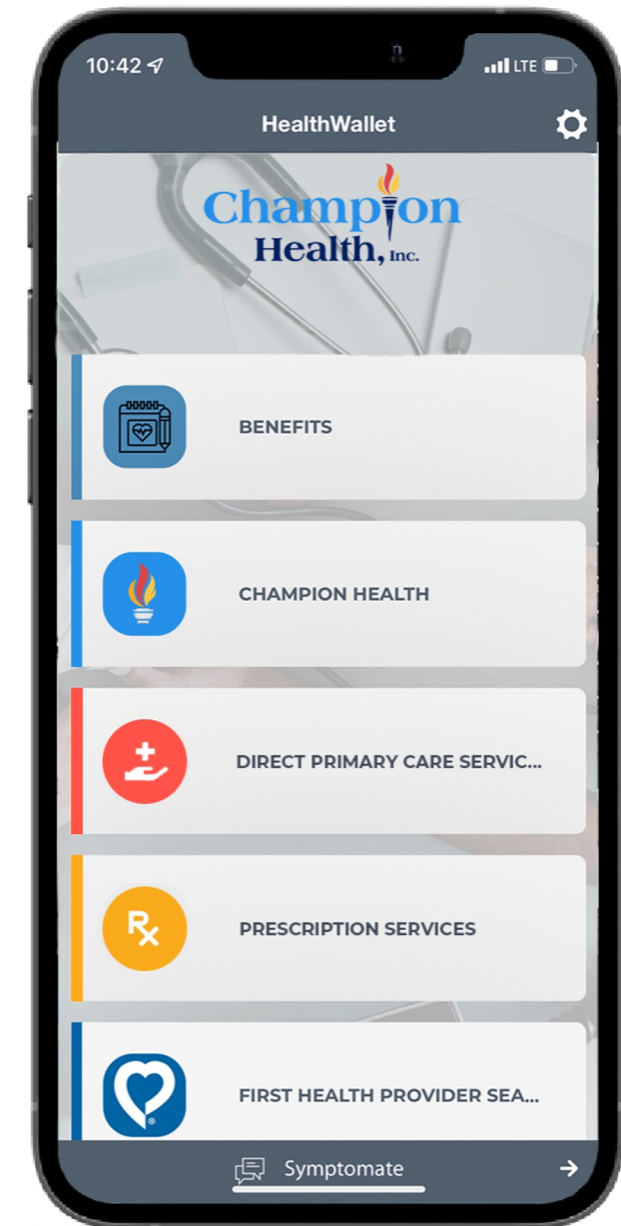 10:42
LTE
HealthWallet
Champion
Health, Inc.
BENEFITS
CHAMPION HEALTH
DIRECT PRIMARY CARE SERVIC...
Rx
PRESCRIPTION SERVICES
FIRST HEALTH PROVIDER SEA...
Symptomate